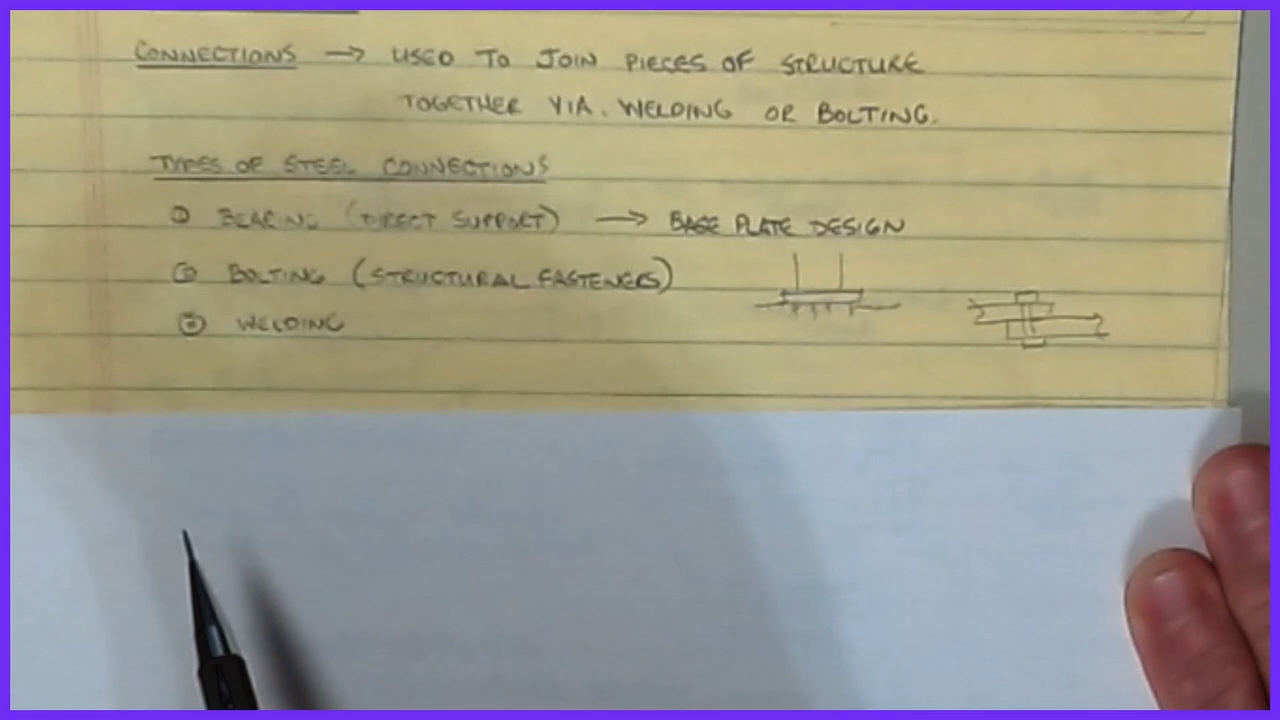 CONNECTIONS → USED TO JOIN PIECES OF STRUCTURE
TOGETHER VIA. WELDING OR BOLTING.
TYPES OF STEEL CONNECTIONS
① BEARING (DIRECT SUPPORT) → BASE PLATE DESIGN
② BOLTING (STRUCTURAL FASTENERS)
③ WELDING